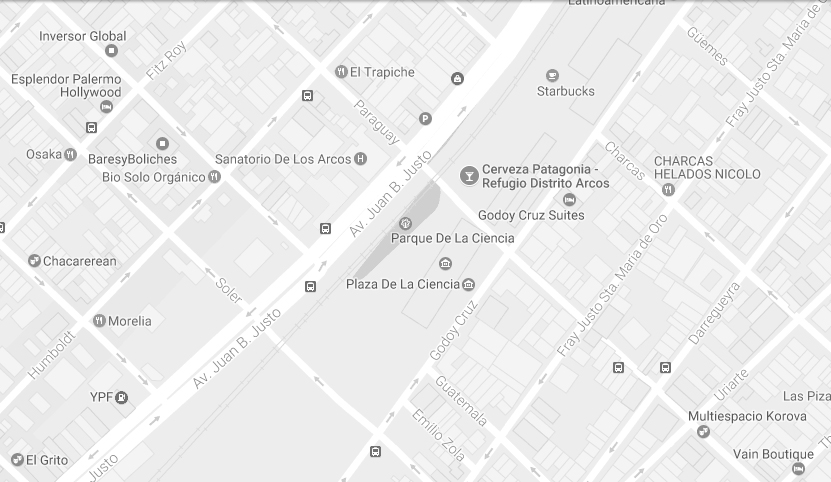 Latinoamericana
Inversor Global
Fitz Roy
Güemes
Fray Justo Sta. Maria de O
El Trapiche
Esplendor Palermo
Hollywood
Starbucks
Paraguay
Osaka
BaresyBoliches
Sanatorio De Los Arcos
Bio Solo Orgánico
Av. Juan B. Justo
Cerveza Patagonia -
Refugio Distrito Arcos
Charcas
CHARCAS
HELADOS NICOLO
Godoy Cruz Suites
Parque De La Ciencia
Fray Justo Sta. Maria de Oro
Chacarerean
Soler
Plaza De La Ciencia
Darregueyra
Morelia
Av. Juan B. Justo
Godoy Cruz
Humboldt
YPF
Guatemala
Uriarte
Las Piza
Emilio Zola
Multiespacio Korova
Th
Vain Boutique
El Grito
Justo